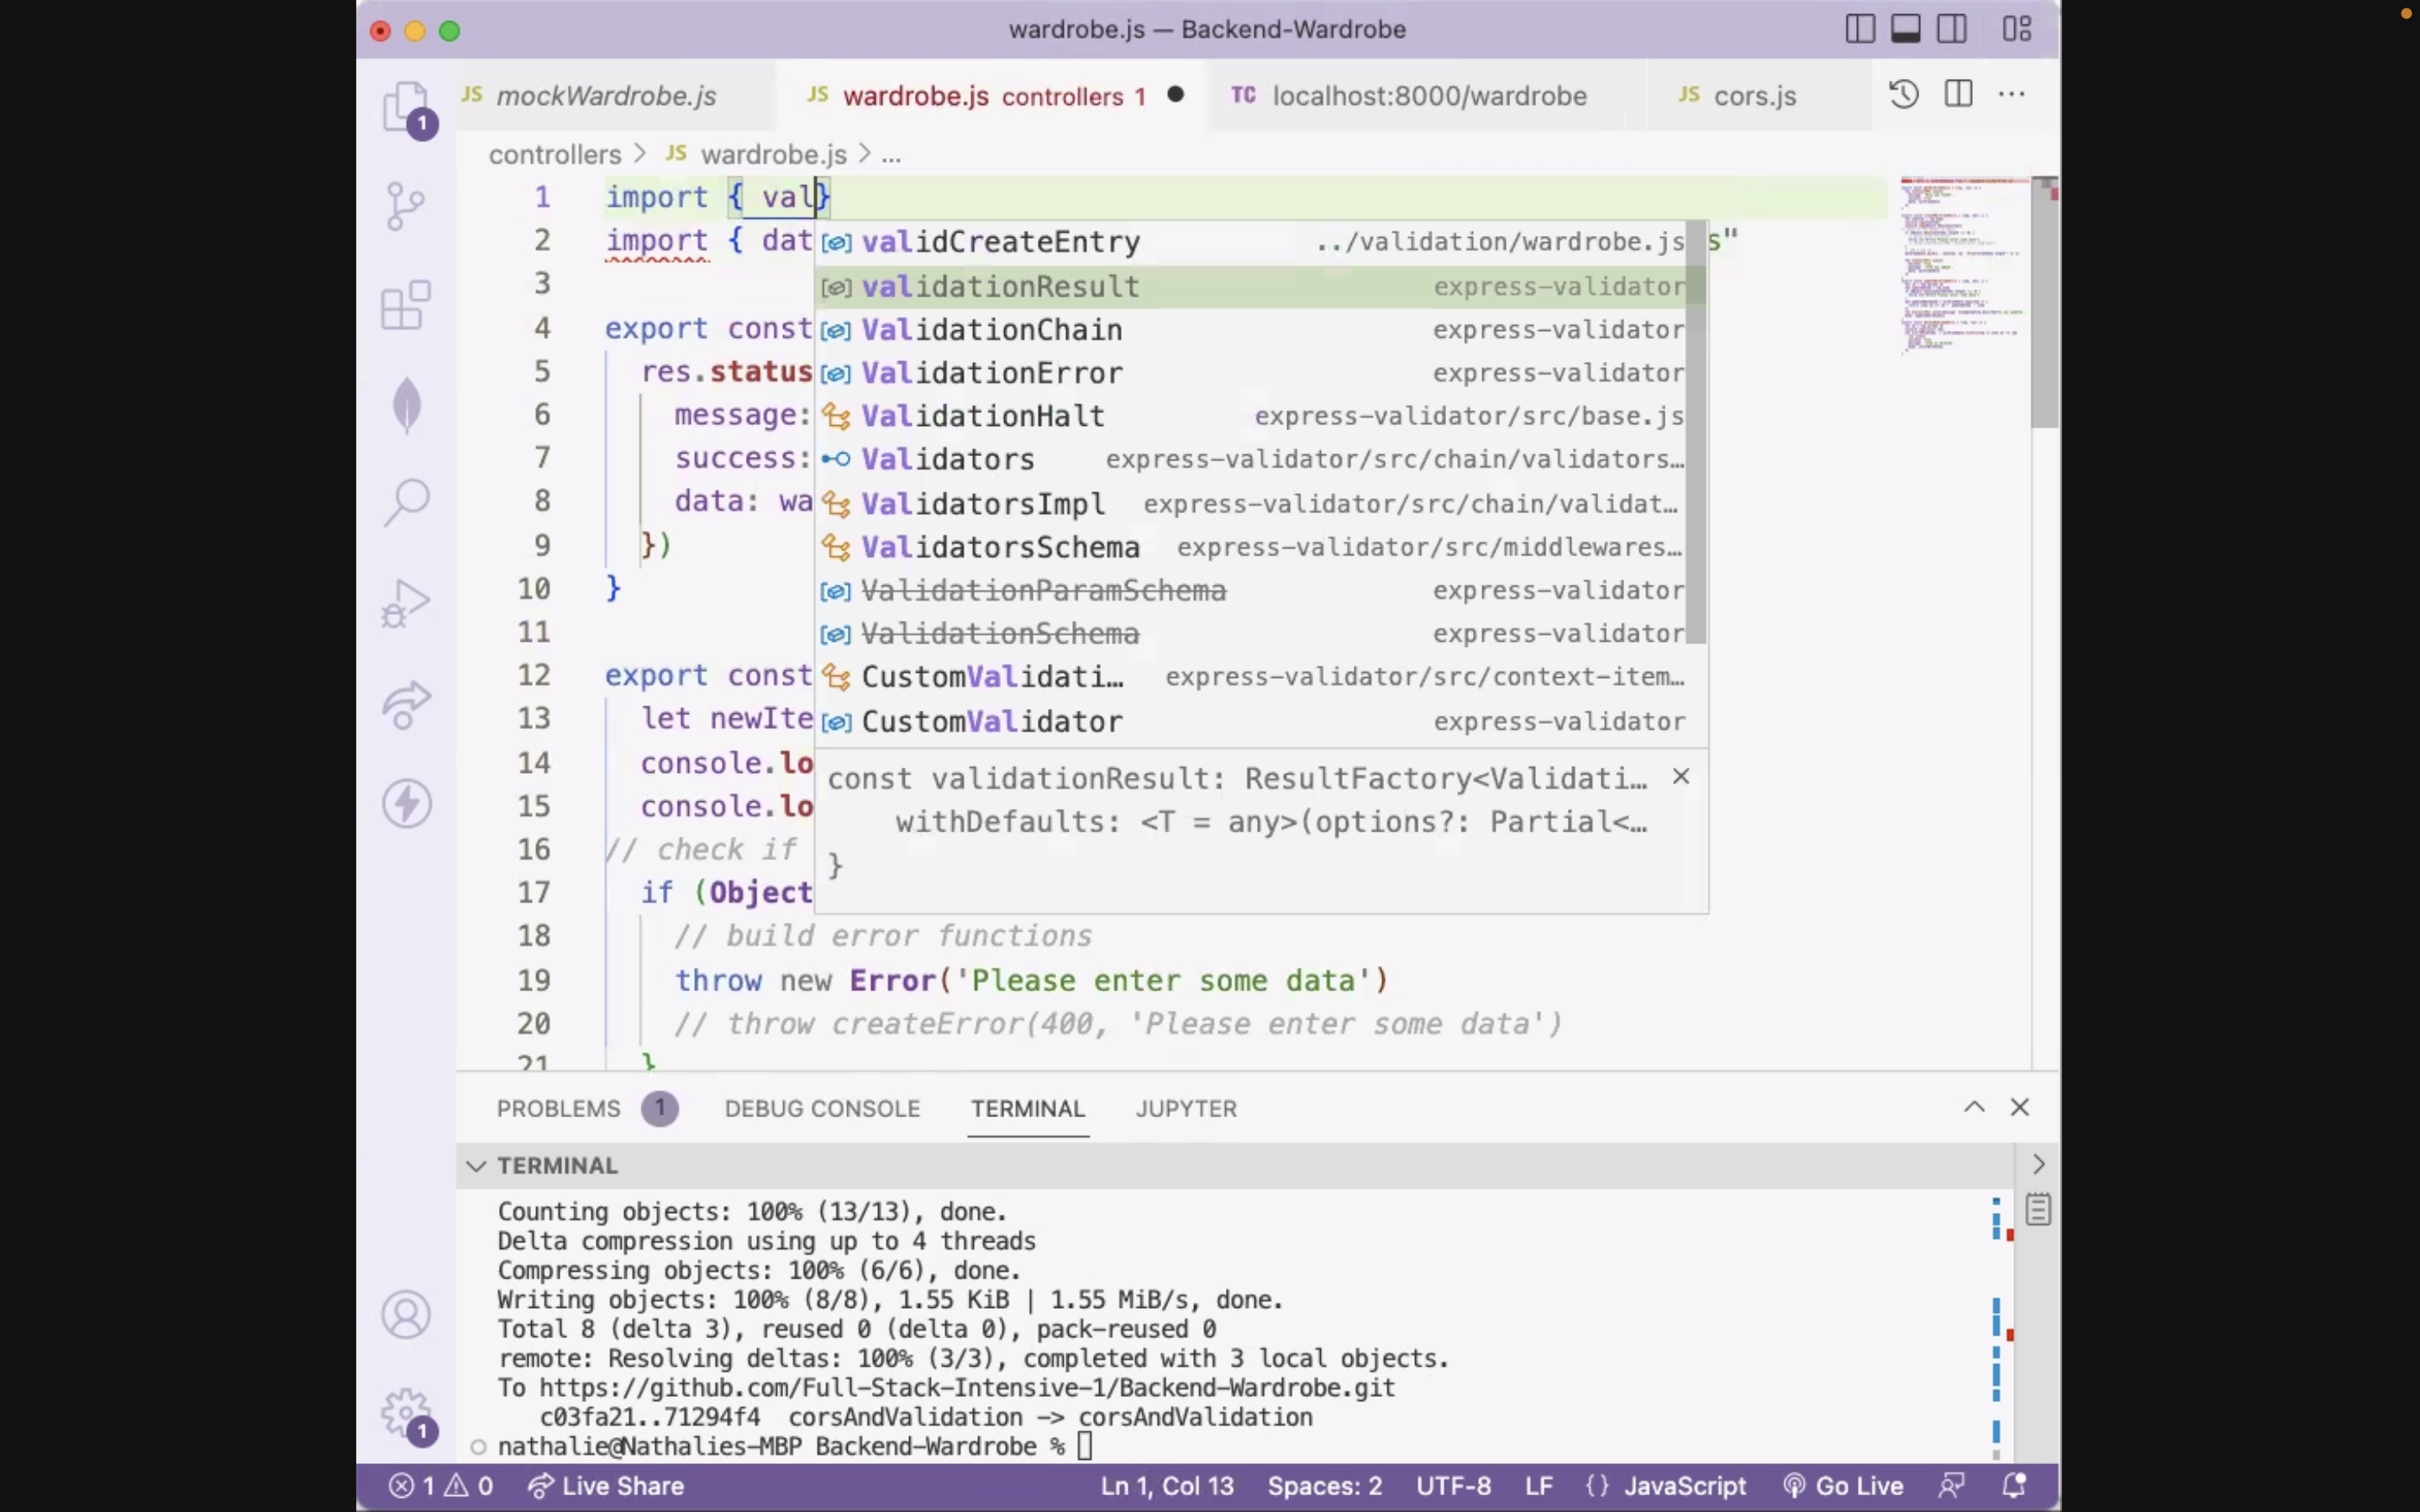 wardrobe.js — Backend-Wardrobe
JS mockWardrobe.js
JS wardrobe.js controllers 1
TC localhost:8000/wardrobe
JS cors.js
controllers > JS wardrobe.js > ...
1 import { val}
2 import { dat s"
3
4 export const
5 res.status
6 message:
7 success:
8 data: wa
9 })
10 }
11
12 export const
13 let newIte
14 console.lo
15 console.lo
16 // check if
17 if (Object
18 // build error functions
19 throw new Error('Please enter some data')
20 // throw createError(400, 'Please enter some data')
21 }
validCreateEntry ../validation/wardrobe.js
validationResult express-validator
ValidationChain express-validator
ValidationError express-validator
ValidationHalt express-validator/src/base.js
Validators express-validator/src/chain/validators…
ValidatorsImpl express-validator/src/chain/validat…
ValidatorsSchema express-validator/src/middlewares…
ValidationParamSchema express-validator
ValidationSchema express-validator
CustomValidati… express-validator/src/context-item…
CustomValidator express-validator
const validationResult: ResultFactory<Validati…
withDefaults: <T = any>(options?: Partial<…
}
1
PROBLEMS 1 DEBUG CONSOLE TERMINAL JUPYTER
TERMINAL
Counting objects: 100% (13/13), done.
Delta compression using up to 4 threads
Compressing objects: 100% (6/6), done.
Writing objects: 100% (8/8), 1.55 KiB | 1.55 MiB/s, done.
Total 8 (delta 3), reused 0 (delta 0), pack-reused 0
remote: Resolving deltas: 100% (3/3), completed with 3 local objects.
To https://github.com/Full-Stack-Intensive-1/Backend-Wardrobe.git
c03fa21..71294f4 corsAndValidation -> corsAndValidation
nathalie@Nathalies-MBP Backend-Wardrobe %
1
1 0 Live Share Ln 1, Col 13 Spaces: 2 UTF-8 LF {} JavaScript Go Live